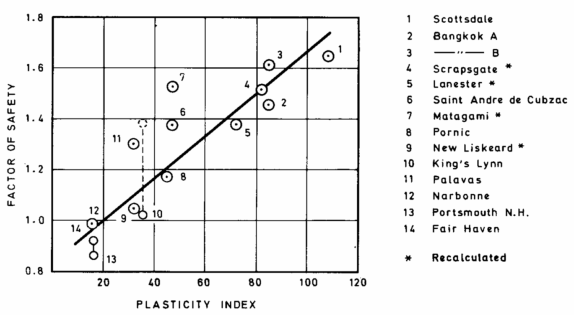 1.8
1.6
1.4
1.2
1.0
0.8
FACTOR OF SAFETY
20 40 60 80 100 120
PLASTICITY INDEX
1
2
3
4
5
6
7
8
9
10
11
12
13
14
1 Scottsdale
2 Bangkok A
3 —"— B
4 Scrapsgate *
5 Lanester *
6 Saint Andre de Cubzac
7 Matagami *
8 Pornic
9 New Liskeard *
10 King's Lynn
11 Palavas
12 Narbonne
13 Portsmouth N.H.
14 Fair Haven
* Recalculated